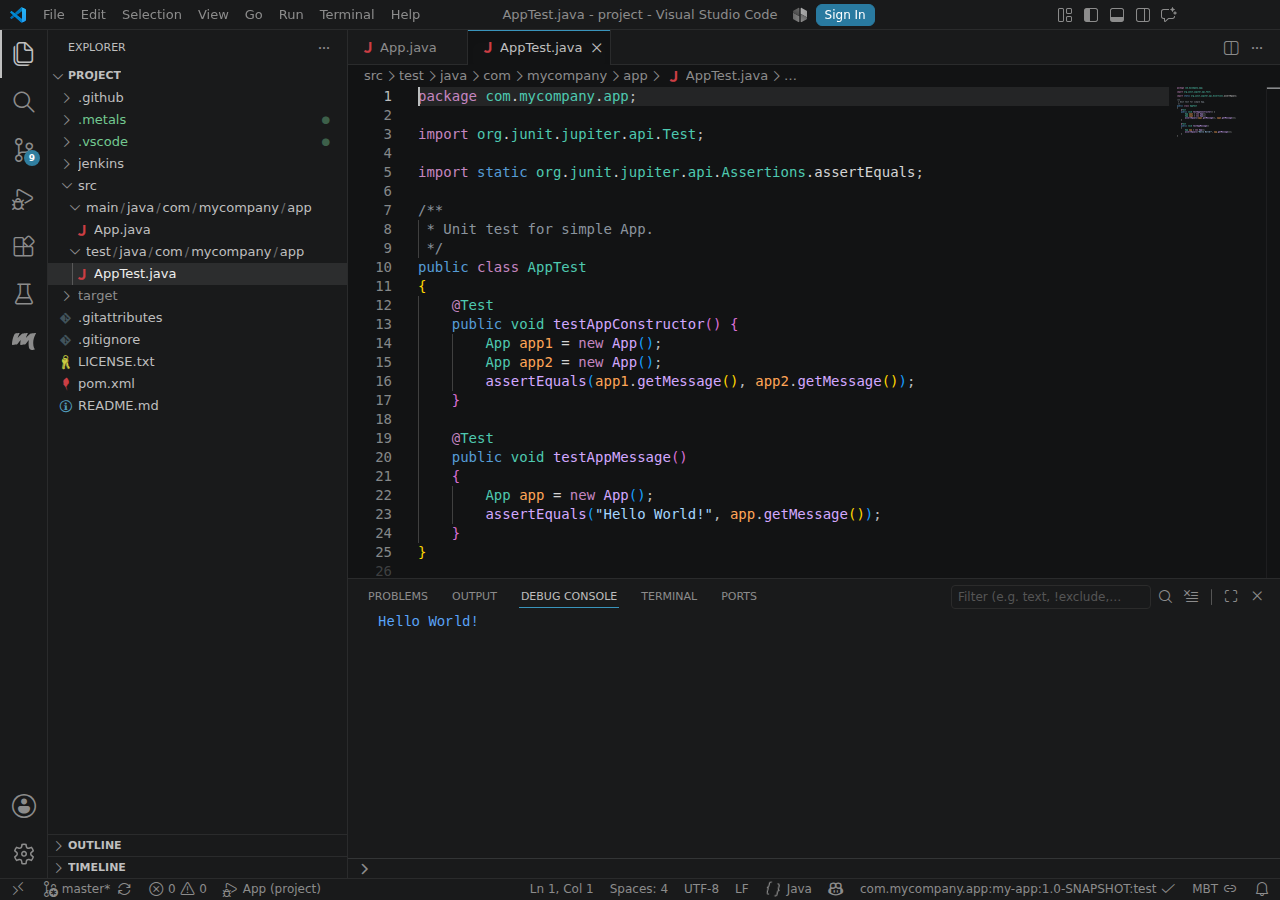 File Edit Selection View Go Run Terminal Help AppTest.java - project - Visual Studio Code Sign In
EXPLORER
PROJECT
.github
.metals
.vscode
jenkins
src
main/java/com/mycompany/app
App.java
test/java/com/mycompany/app
AppTest.java
target
.gitattributes
.gitignore
LICENSE.txt
pom.xml
README.md
OUTLINE
TIMELINE
9
App.java AppTest.java
src test java com mycompany app AppTest.java ...
1 package com.mycompany.app;
2
3 import org.junit.jupiter.api.Test;
4
5 import static org.junit.jupiter.api.Assertions.assertEquals;
6
7 /**
8  * Unit test for simple App.
9  */
10 public class AppTest
11 {
12     @Test
13     public void testAppConstructor() {
14         App app1 = new App();
15         App app2 = new App();
16         assertEquals(app1.getMessage(), app2.getMessage());
17     }
18
19     @Test
20     public void testAppMessage()
21     {
22         App app = new App();
23         assertEquals("Hello World!", app.getMessage());
24     }
25 }
26
PROBLEMS OUTPUT DEBUG CONSOLE TERMINAL PORTS Filter (e.g. text, !exclude,...
Hello World!
master* 0 0 App (project) Ln 1, Col 1 Spaces: 4 UTF-8 LF {} Java com.mycompany.app:my-app:1.0-SNAPSHOT:test MBT